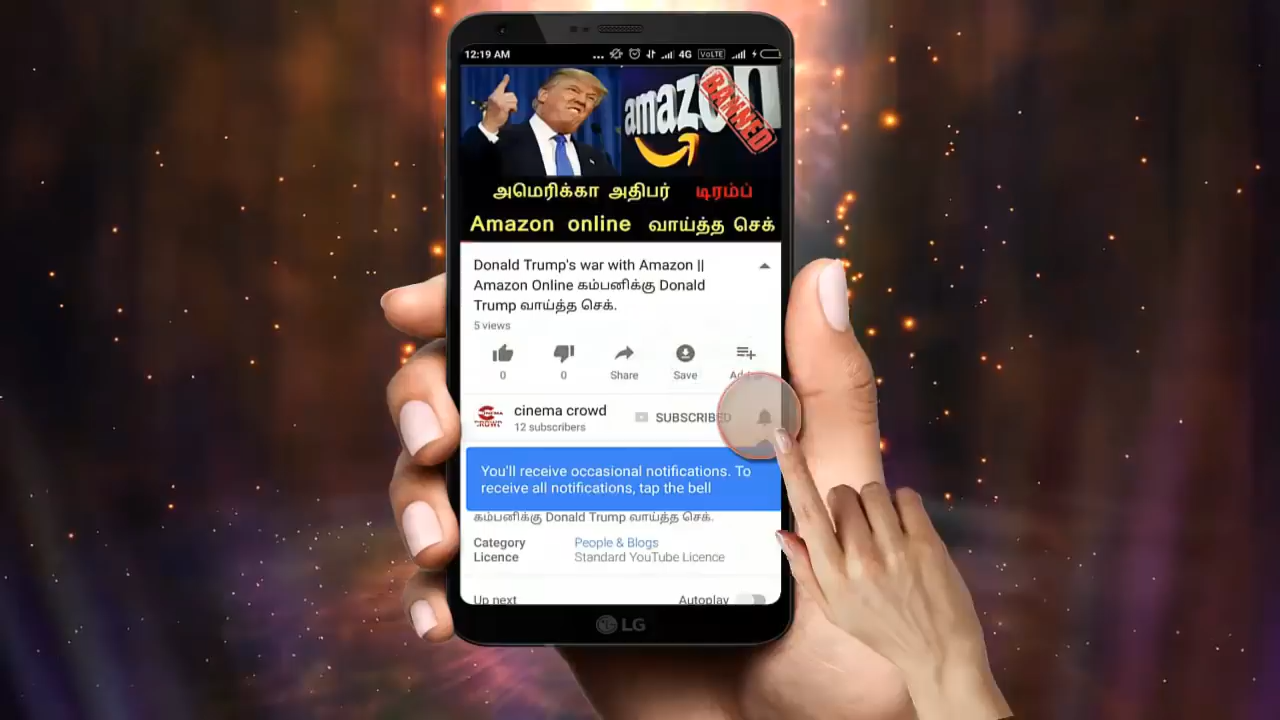 12:19 AM
4G VoLTE
amazon
BANNED
அமெரிக்கா அதிபர் டிரம்ப்
Amazon online வாய்த்த செக்
Donald Trump's war with Amazon ||
Amazon Online கம்பனிக்கு Donald
Trump வாய்த்த செக்.
5 views
0 0 Share Save
cinema crowd
12 subscribers
SUBSCRIBED
You'll receive occasional notifications. To
receive all notifications, tap the bell
கம்பனிக்கு Donald Trump வாய்த்த செக்.
Category People & Blogs
Licence Standard YouTube Licence
Up next Autoplay
LG